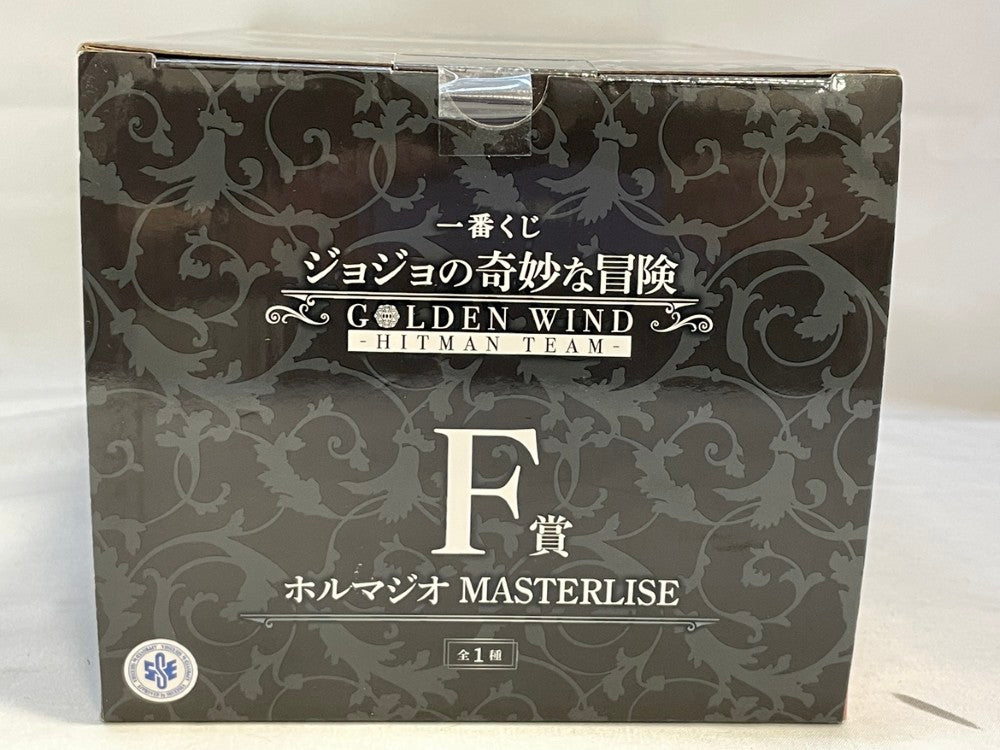 一番くじ
ジョジョの奇妙な冒険
GOLDEN WIND
-HITMAN TEAM-
F賞
ホルマジオ MASTERLISE
全1種